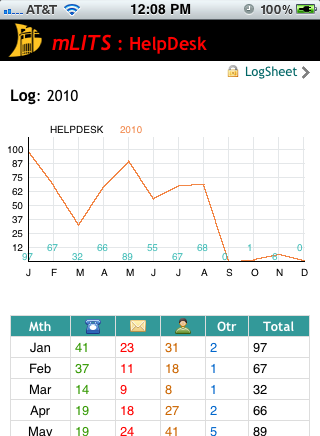 AT&T 12:08 PM 100%
mLITS : HelpDesk
LogSheet
Log: 2010
HELPDESK 2010
100
87
75
62
50
37
25
12
97 67 32 66 89 55 67 68 0 1 6 0
J F M A M J J A S O N D
Mth Otr Total
Jan 41 23 31 2 97
Feb 37 11 18 1 67
Mar 14 9 8 1 32
Apr 19 18 27 2 66
May 19 24 41 5 89